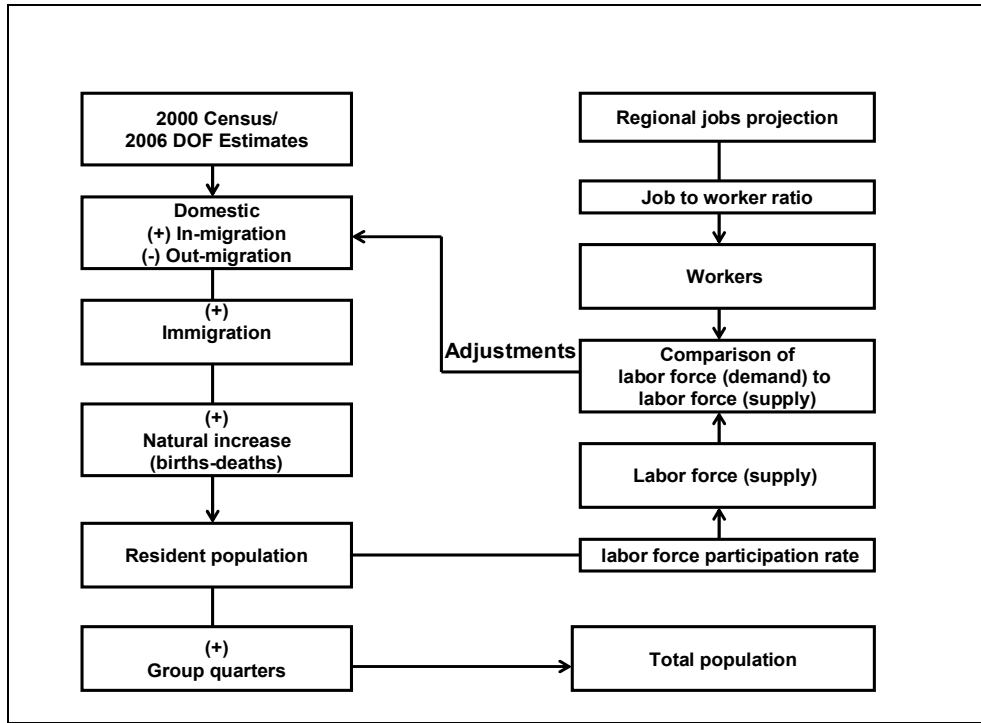 2000 Census/
2006 DOF Estimates
Domestic
(+) In-migration
(-) Out-migration
(+)
Immigration
(+)
Natural increase
(births-deaths)
Resident population
(+)
Group quarters
Adjustments
Regional jobs projection
Job to worker ratio
Workers
Comparison of
labor force (demand) to
labor force (supply)
Labor force (supply)
labor force participation rate
Total population